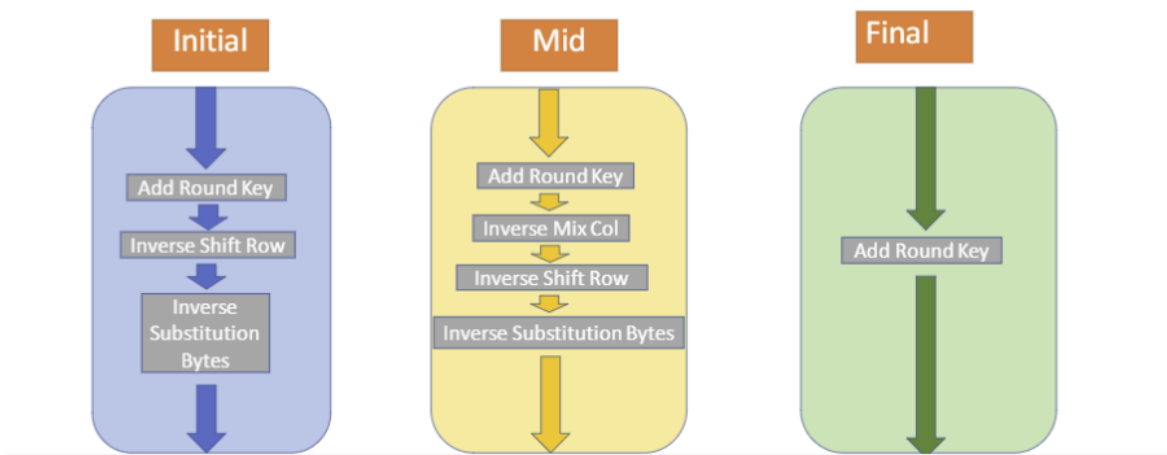 Initial
Add Round Key
Inverse Shift Row
Inverse
Substitution
Bytes
Mid
Add Round Key
Inverse Mix Col
Inverse Shift Row
Inverse Substitution Bytes
Final
Add Round Key